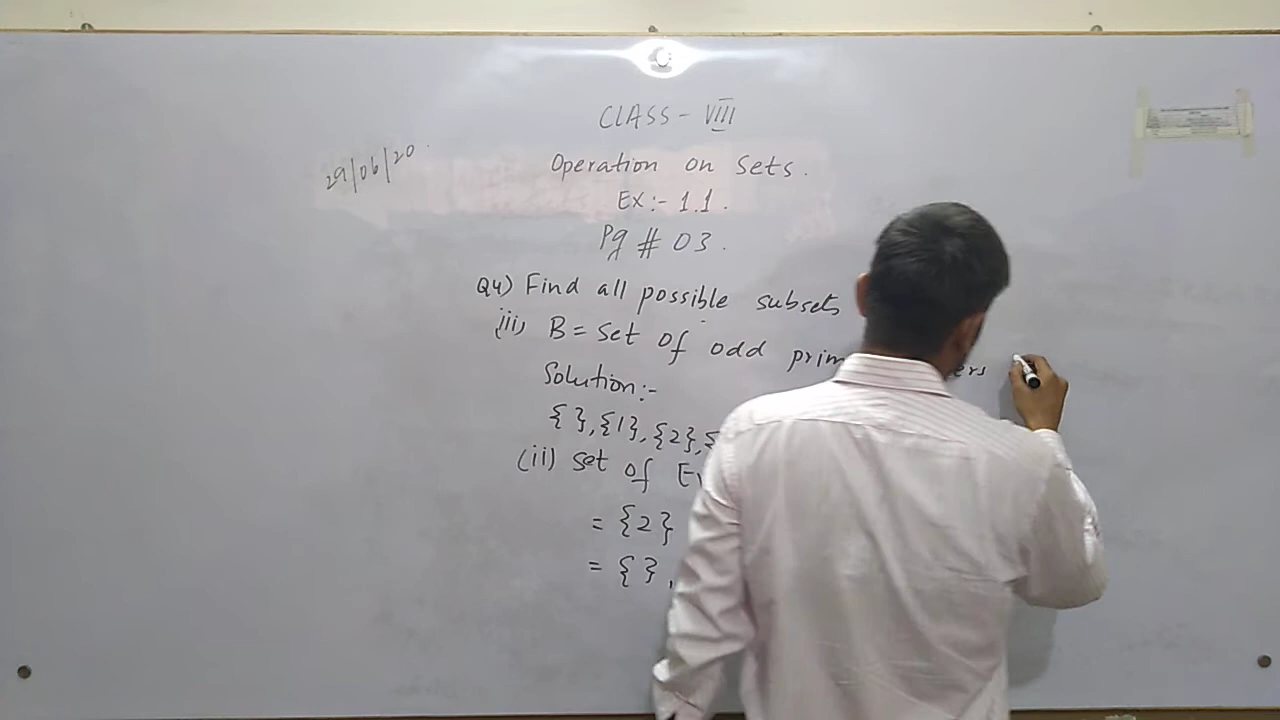 CLASS - VIII
29/06/20.
Operation on Sets.
Ex:- 1.1.
Pg # 03.
Q4) Find all possible subsets
iii) B = Set of odd
Solution:-
{ }, {1}, {2}, {
(ii) Set of
= {2}
= { },